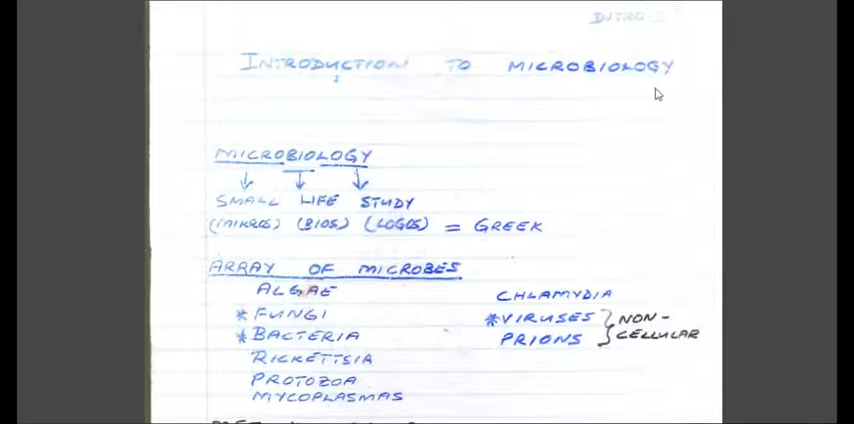 INTRO
INTRODUCTION TO MICROBIOLOGY
MICROBIOLOGY
SMALL LIFE STUDY
(MIKROS) (BIOS) (LOGOS) = GREEK
ARRAY OF MICROBES
ALGAE
* FUNGI
* BACTERIA
RICKETTSIA
PROTOZOA
MYCOPLASMAS
CHLAMYDIA
* VIRUSES } NON-
PRIONS } CELLULAR